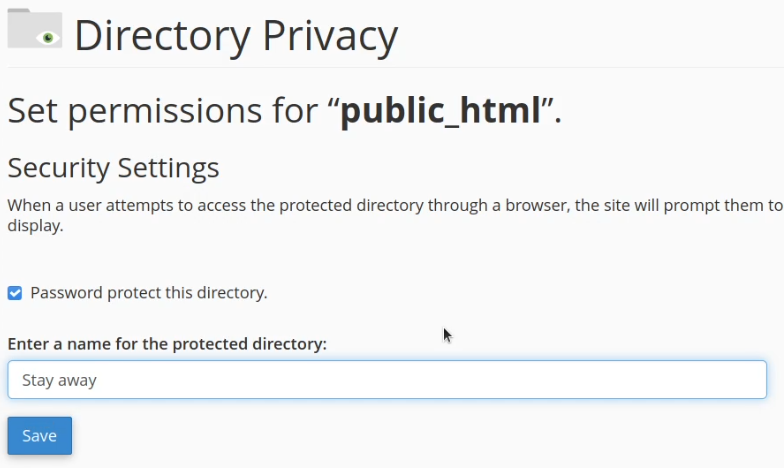 Directory Privacy
Set permissions for “public_html”.
Security Settings
When a user attempts to access the protected directory through a browser, the site will prompt them to
display.
Password protect this directory.
Enter a name for the protected directory:
Stay away
Save